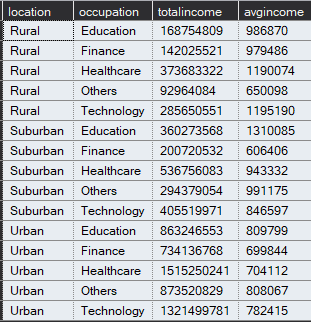 location occupation totalincome avgincome
Rural Education 168754809 986870
Rural Finance 142025521 979486
Rural Healthcare 373683322 1190074
Rural Others 92964084 650098
Rural Technology 285650551 1195190
Suburban Education 360273568 1310085
Suburban Finance 200720532 606406
Suburban Healthcare 536756083 943332
Suburban Others 294379054 991175
Suburban Technology 405519971 846597
Urban Education 863246553 809799
Urban Finance 734136768 699844
Urban Healthcare 1515250241 704112
Urban Others 873520829 808067
Urban Technology 1321499781 782415